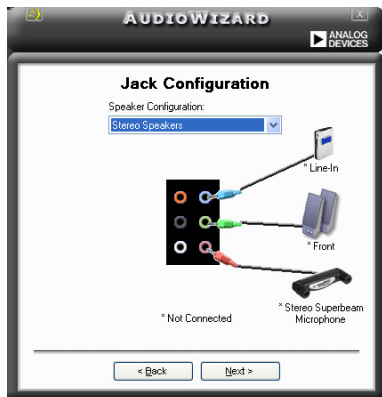 AUDIOWIZARD
ANALOG
DEVICES
Jack Configuration
Speaker Configuration:
Stereo Speakers
* Line-In
* Front
* Stereo Superbeam
Microphone
* Not Connected
< Back
Next >